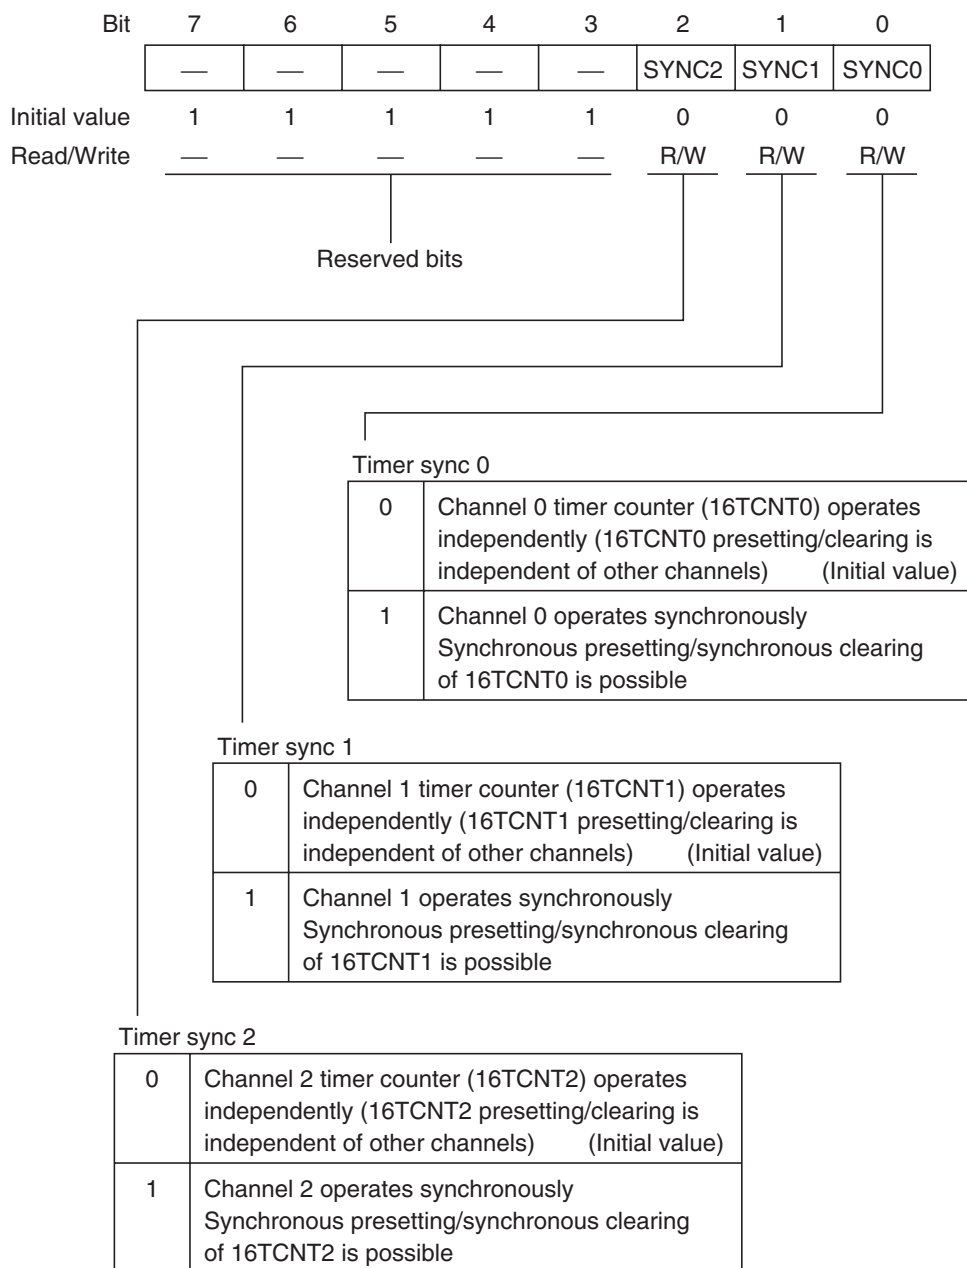 Bit 7 6 5 4 3 2 1 0
— — — — — SYNC2 SYNC1 SYNC0
Initial value 1 1 1 1 1 0 0 0
Read/Write — — — — — R/W R/W R/W
Reserved bits
Timer sync 0
0 Channel 0 timer counter (16TCNT0) operates
independently (16TCNT0 presetting/clearing is
independent of other channels) (Initial value)
1 Channel 0 operates synchronously
Synchronous presetting/synchronous clearing
of 16TCNT0 is possible
Timer sync 1
0 Channel 1 timer counter (16TCNT1) operates
independently (16TCNT1 presetting/clearing is
independent of other channels) (Initial value)
1 Channel 1 operates synchronously
Synchronous presetting/synchronous clearing
of 16TCNT1 is possible
Timer sync 2
0 Channel 2 timer counter (16TCNT2) operates
independently (16TCNT2 presetting/clearing is
independent of other channels) (Initial value)
1 Channel 2 operates synchronously
Synchronous presetting/synchronous clearing
of 16TCNT2 is possible